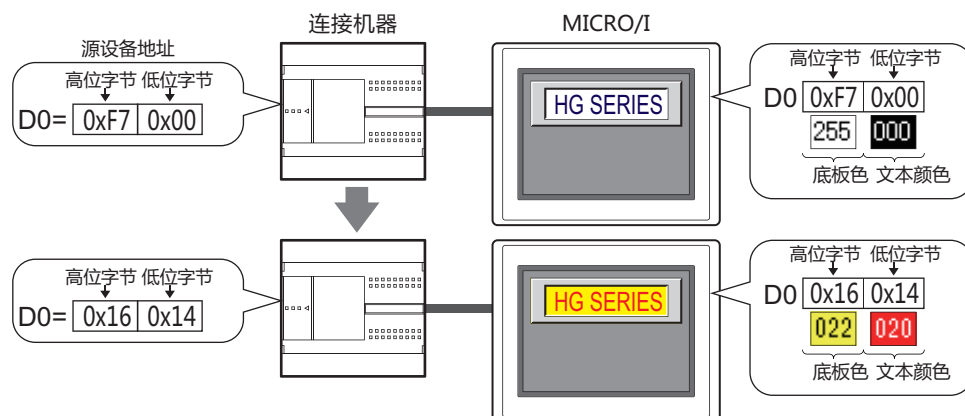 连接机器
MICRO/I
源设备地址
高位字节 低位字节
D0= 0xF7 0x00
HG SERIES
高位字节 低位字节
D0 0xF7 0x00
255 000
底板色 文本颜色
高位字节 低位字节
D0= 0x16 0x14
HG SERIES
高位字节 低位字节
D0 0x16 0x14
022 020
底板色 文本颜色